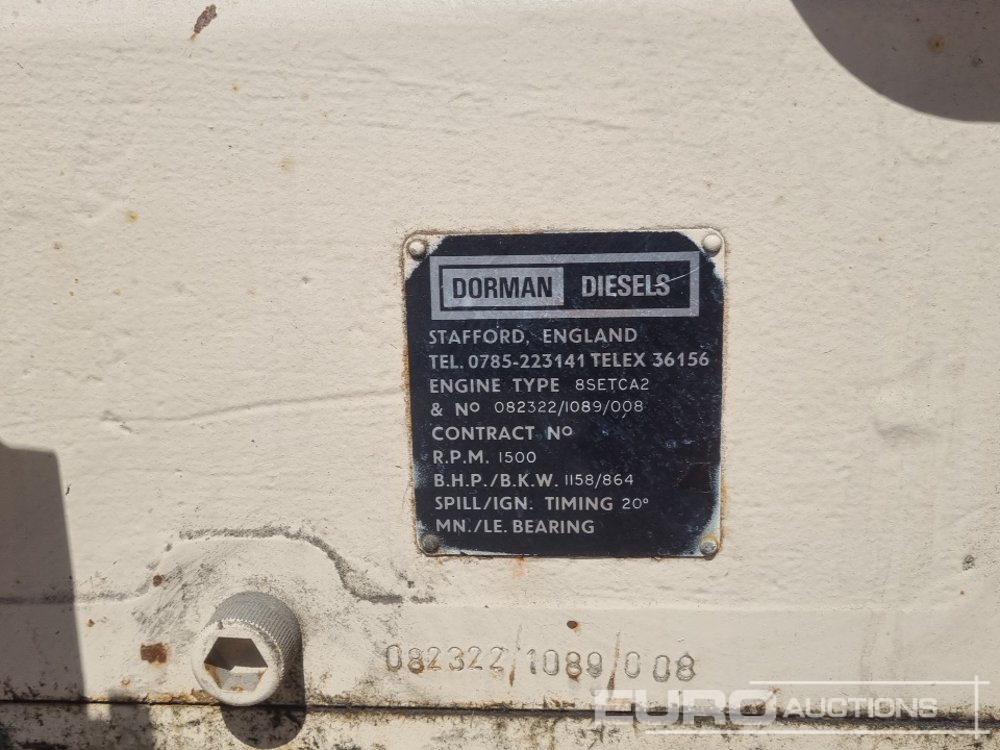 DORMAN DIESELS
STAFFORD, ENGLAND
TEL. 0785-223141 TELEX 36156
ENGINE TYPE 8SETCA2
& NO 082322/1089/008
CONTRACT NO
R.P.M. 1500
B.H.P./B.K.W. 1158/864
SPILL/IGN: TIMING 20°
MN./LE. BEARING
082322/1089/008
EURO AUCTIONS